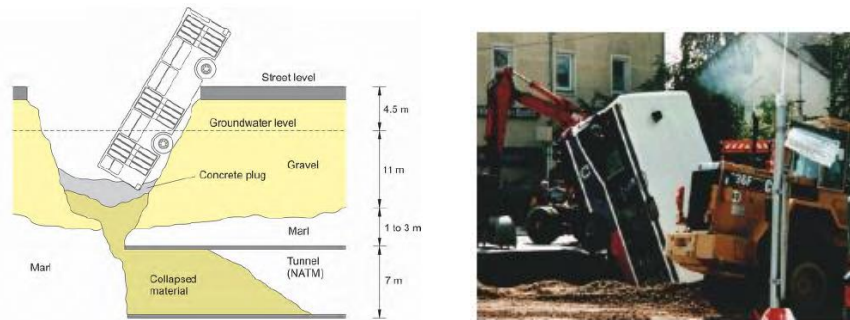 Street level
4.5 m
Groundwater level
Gravel
11 m
Concrete plug
1 to 3 m
Marl
Marl
Tunnel
(NATM)
Collapsed
material
7 m